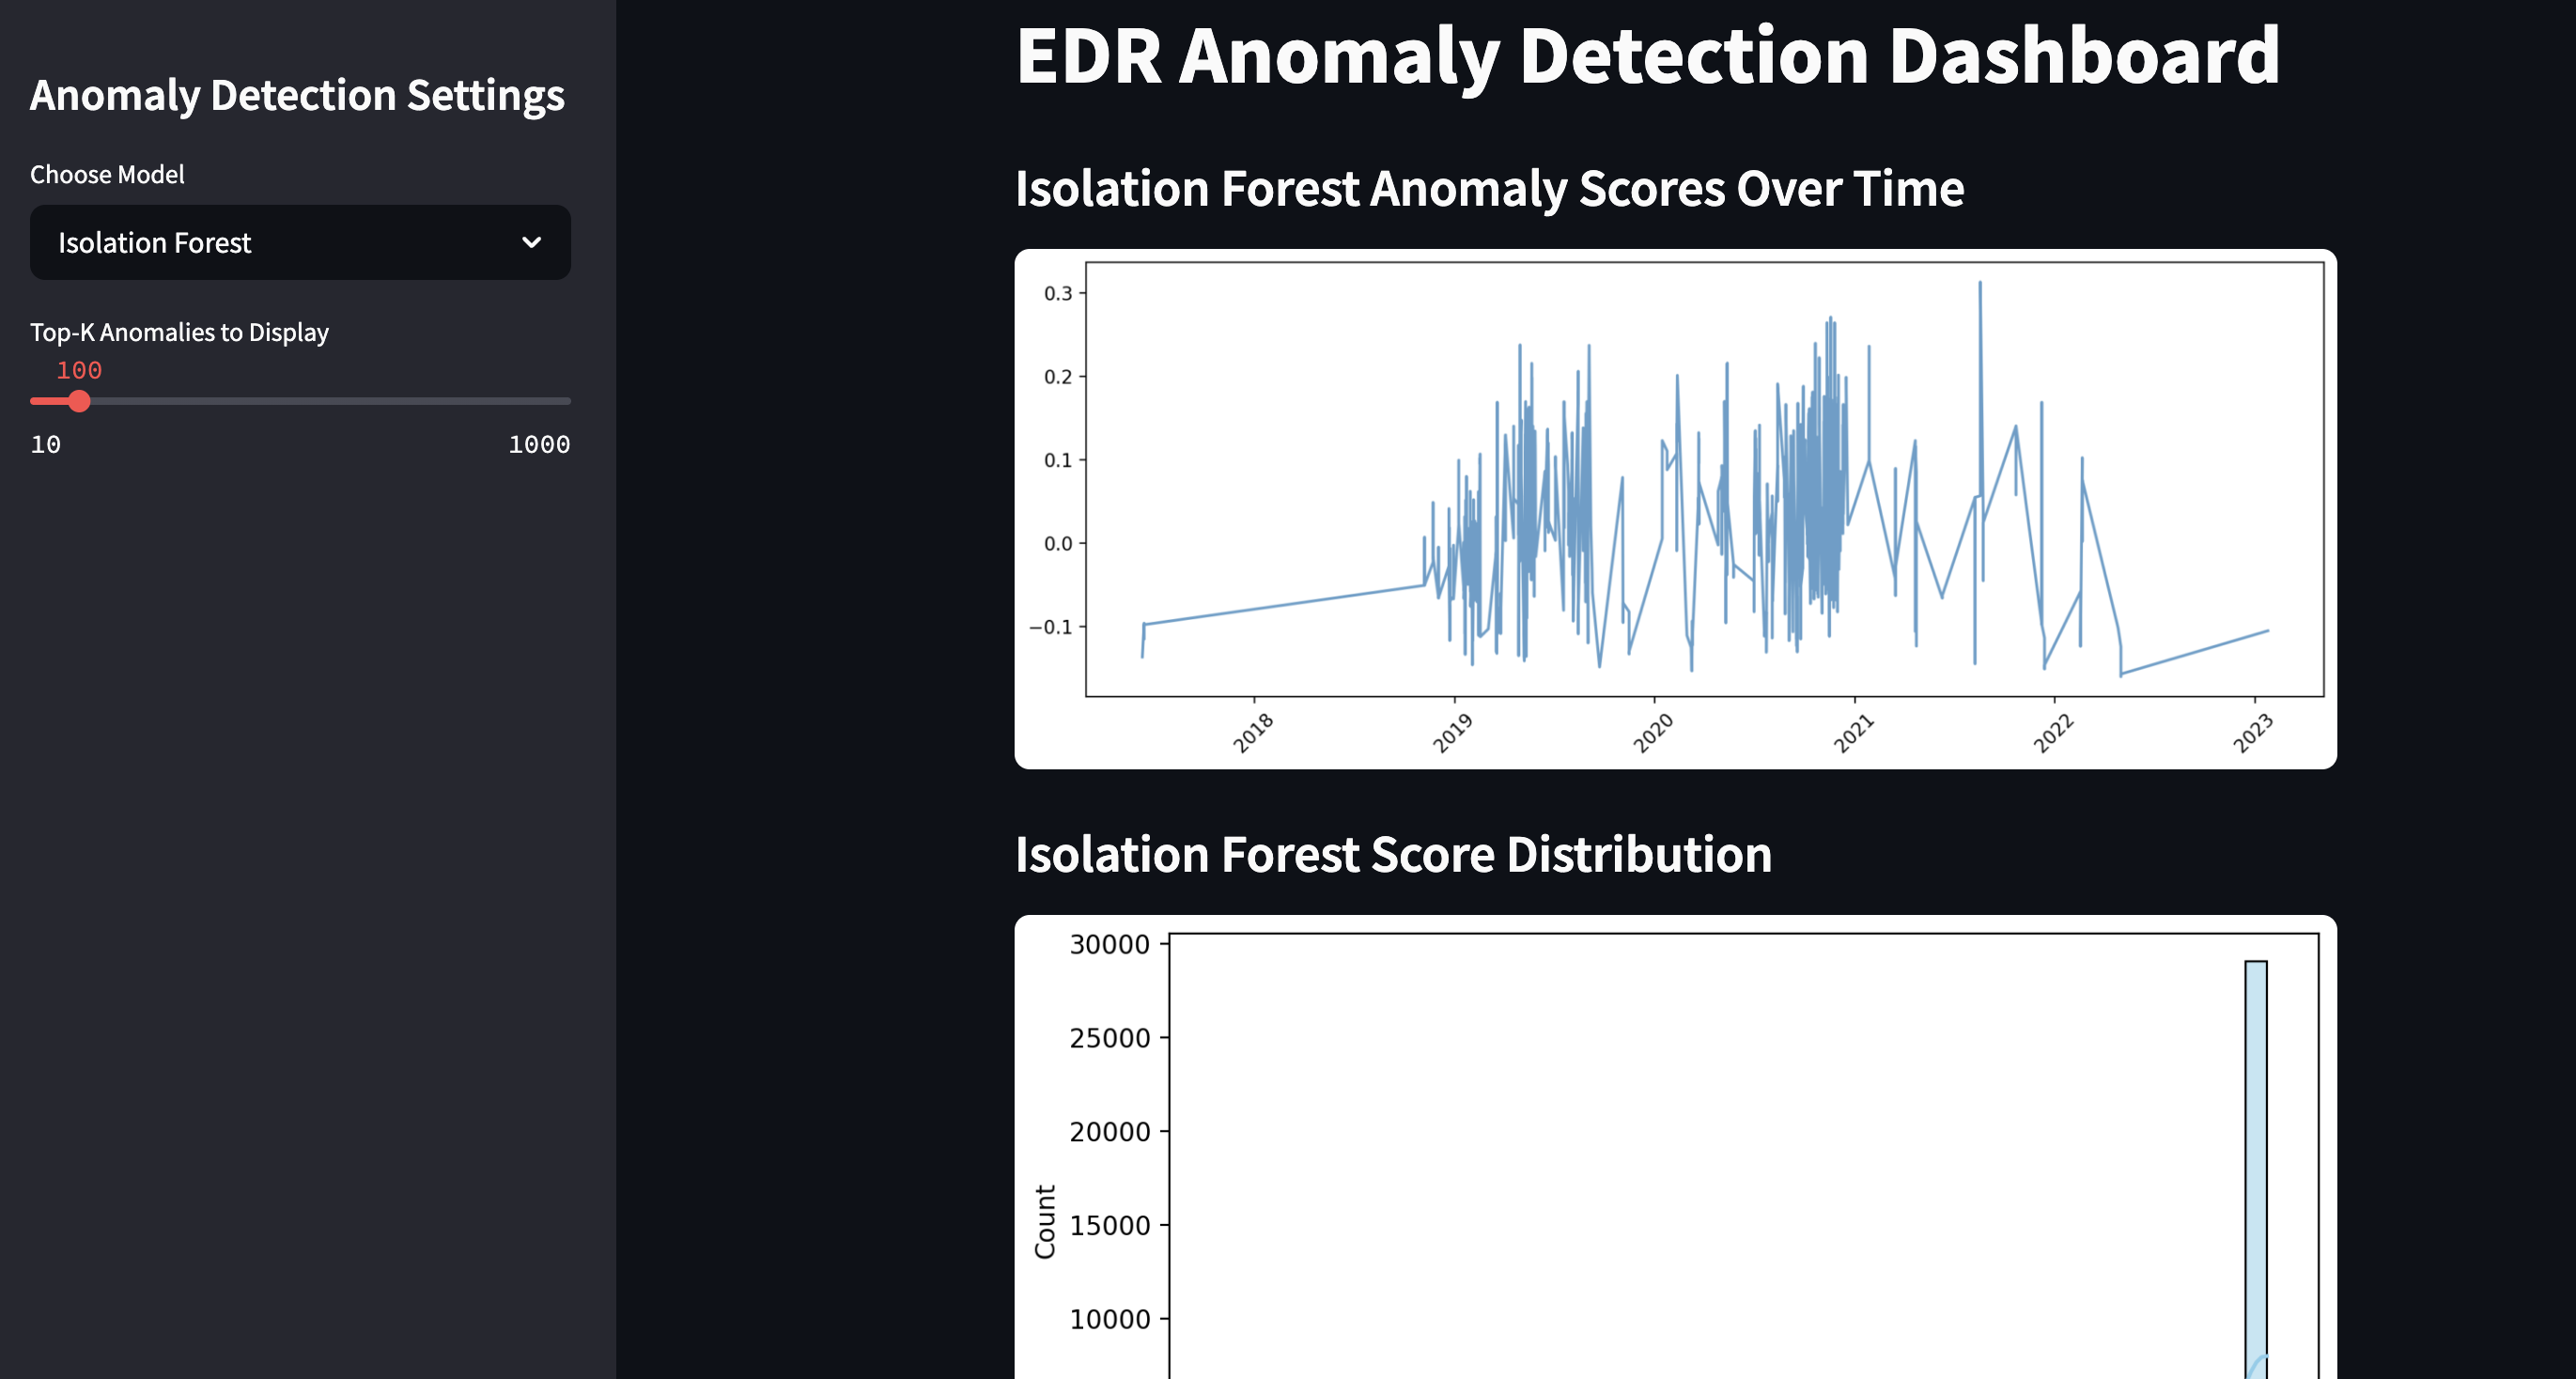 Anomaly Detection Settings
Choose Model
Isolation Forest
Top-K Anomalies to Display
100
10 1000
EDR Anomaly Detection Dashboard
Isolation Forest Anomaly Scores Over Time
0.3
0.2
0.1
0.0
−0.1
2018 2019 2020 2021 2022 2023
Isolation Forest Score Distribution
30000
25000
20000
15000
10000
Count